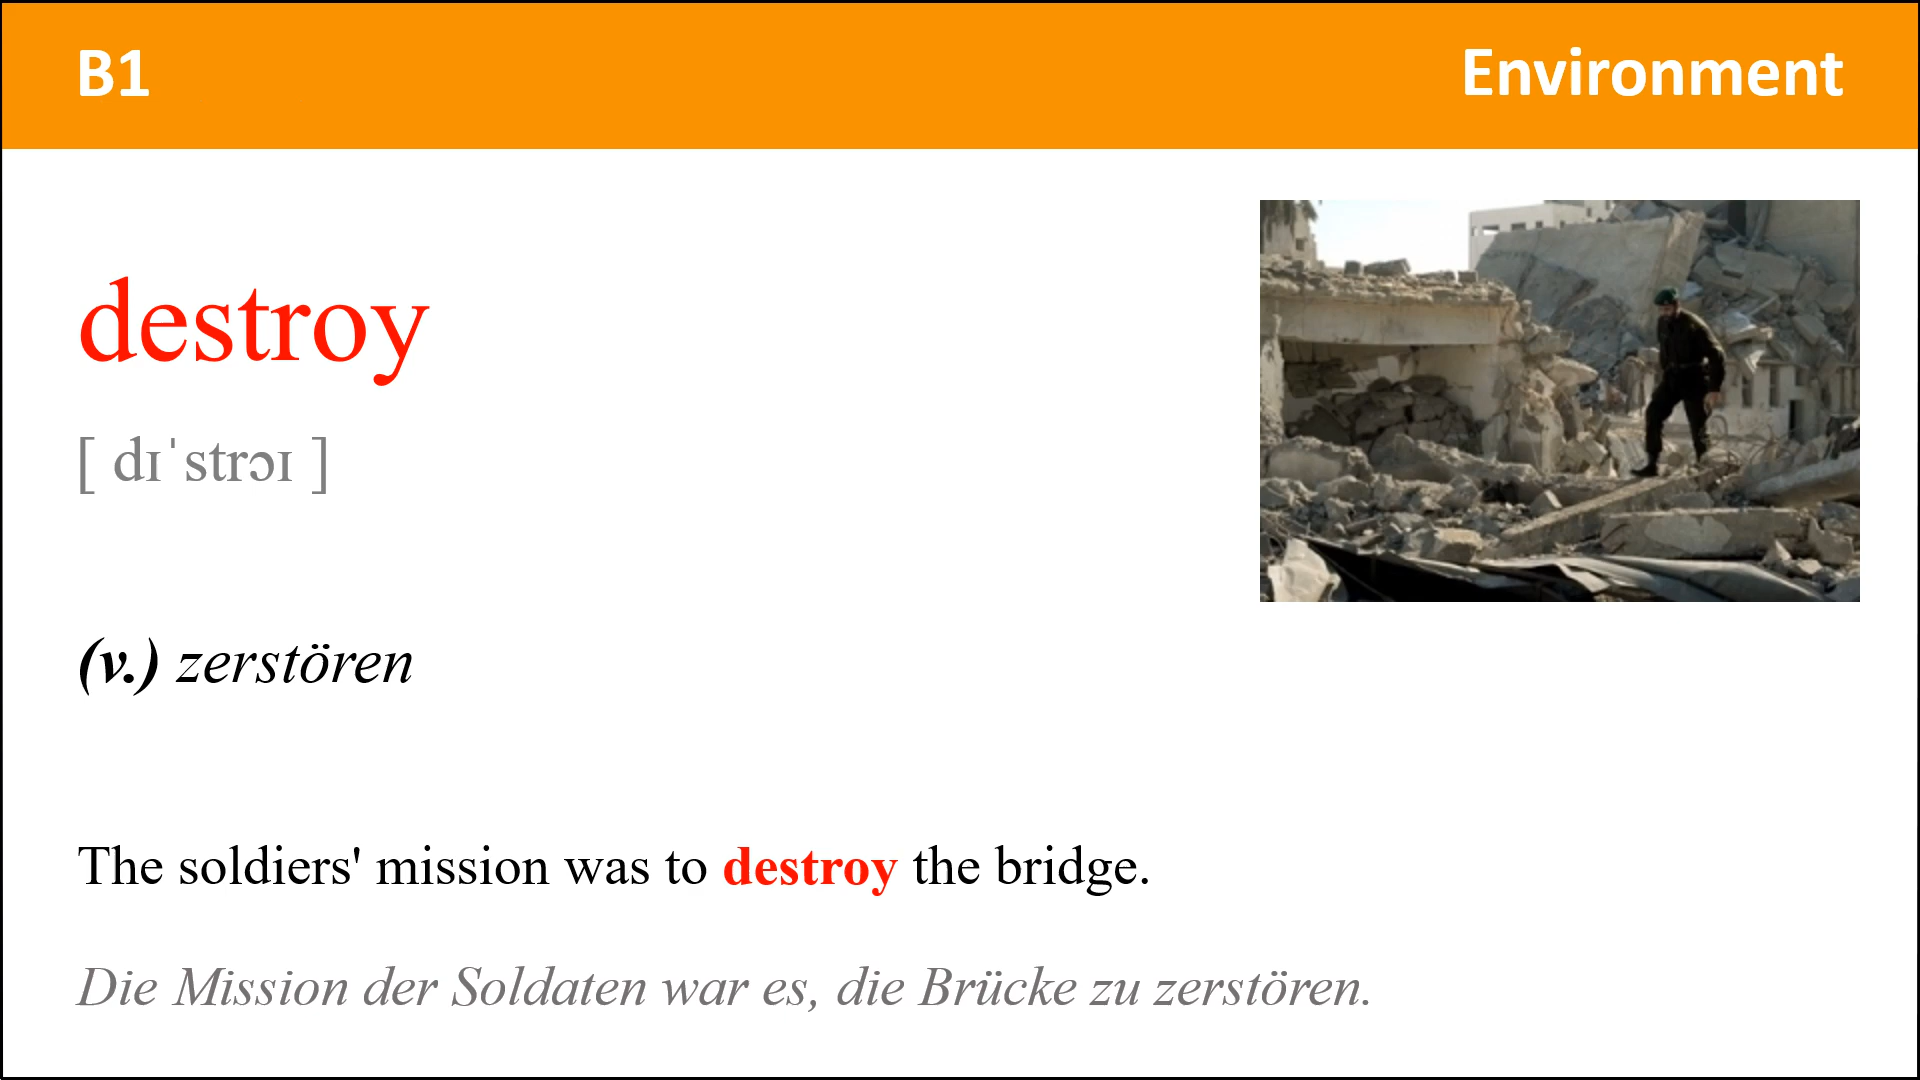 B1
Environment
destroy
[ dɪˈstrɔɪ ]
(v.) zerstören
The soldiers' mission was to destroy the bridge.
Die Mission der Soldaten war es, die Brücke zu zerstören.